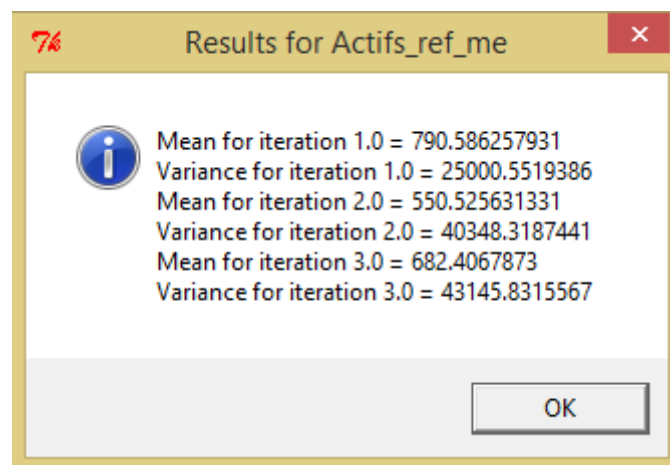 Results for Actifs_ref_me
Mean for iteration 1.0 = 790.586257931
Variance for iteration 1.0 = 25000.5519386
Mean for iteration 2.0 = 550.525631331
Variance for iteration 2.0 = 40348.3187441
Mean for iteration 3.0 = 682.4067873
Variance for iteration 3.0 = 43145.8315567
OK